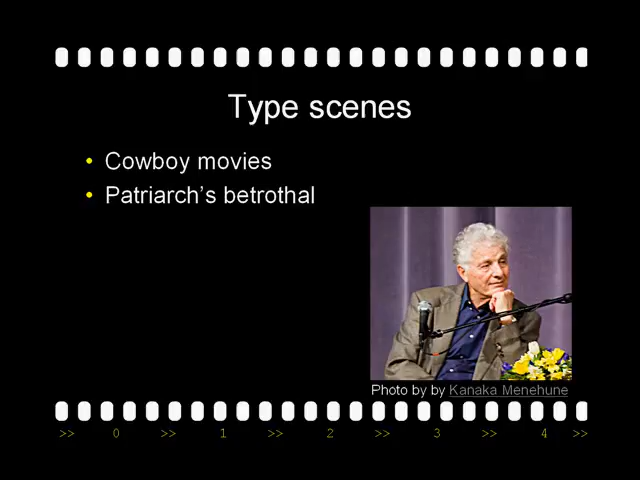 Type scenes
• Cowboy movies
• Patriarch's betrothal
Photo by by Kanaka Menehune
>> 0 >> 1 >> 2 >> 3 >> 4 >>